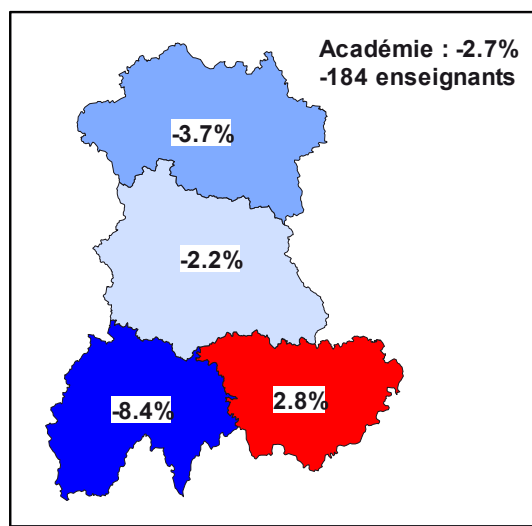 Académie : -2.7%
-184 enseignants
-3.7%
-2.2%
-8.4%
2.8%